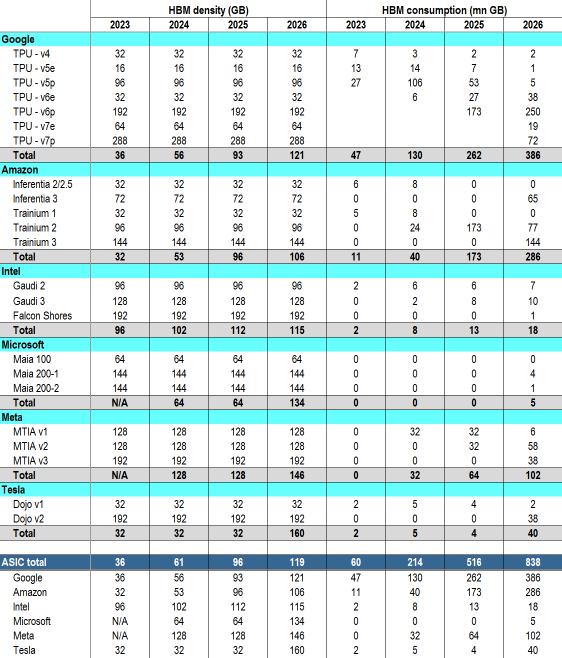 HBM density (GB) HBM consumption (mn GB)
2023 2024 2025 2026 2023 2024 2025 2026
Google
TPU - v4 32 32 32 32 7 3 2 2
TPU - v5e 16 16 16 16 13 14 7 1
TPU - v5p 96 96 96 96 27 106 53 5
TPU - v6e 32 32 32 32 6 27 38
TPU - v6p 192 192 192 192 173 250
TPU - v7e 64 64 64 64 19
TPU - v7p 288 288 288 288 72
Total 36 56 93 121 47 130 262 386
Amazon
Inferentia 2/2.5 32 32 32 32 6 8 0 0
Inferentia 3 72 72 72 72 0 0 0 65
Trainium 1 32 32 32 32 5 8 0 0
Trainium 2 96 96 96 96 0 24 173 77
Trainium 3 144 144 144 144 0 0 0 144
Total 32 53 96 106 11 40 173 286
Intel
Gaudi 2 96 96 96 96 2 6 6 7
Gaudi 3 128 128 128 128 0 2 8 10
Falcon Shores 192 192 192 192 0 0 0 1
Total 96 102 112 115 2 8 13 18
Microsoft
Maia 100 64 64 64 64 0 0 0 0
Maia 200-1 144 144 144 144 0 0 0 4
Maia 200-2 144 144 144 144 0 0 0 1
Total N/A 64 64 134 0 0 0 5
Meta
MTIA v1 128 128 128 128 0 32 32 6
MTIA v2 128 128 128 128 0 0 32 58
MTIA v3 192 192 192 192 0 0 0 38
Total N/A 128 128 146 0 32 64 102
Tesla
Dojo v1 32 32 32 32 2 5 4 2
Dojo v2 192 192 192 192 0 0 0 38
Total 32 32 32 160 2 5 4 40
ASIC total 36 61 96 119 60 214 516 838
Google 36 56 93 121 47 130 262 386
Amazon 32 53 96 106 11 40 173 286
Intel 96 102 112 115 2 8 13 18
Microsoft N/A 64 64 134 0 0 0 5
Meta N/A 128 128 146 0 32 64 102
Tesla 32 32 32 160 2 5 4 40